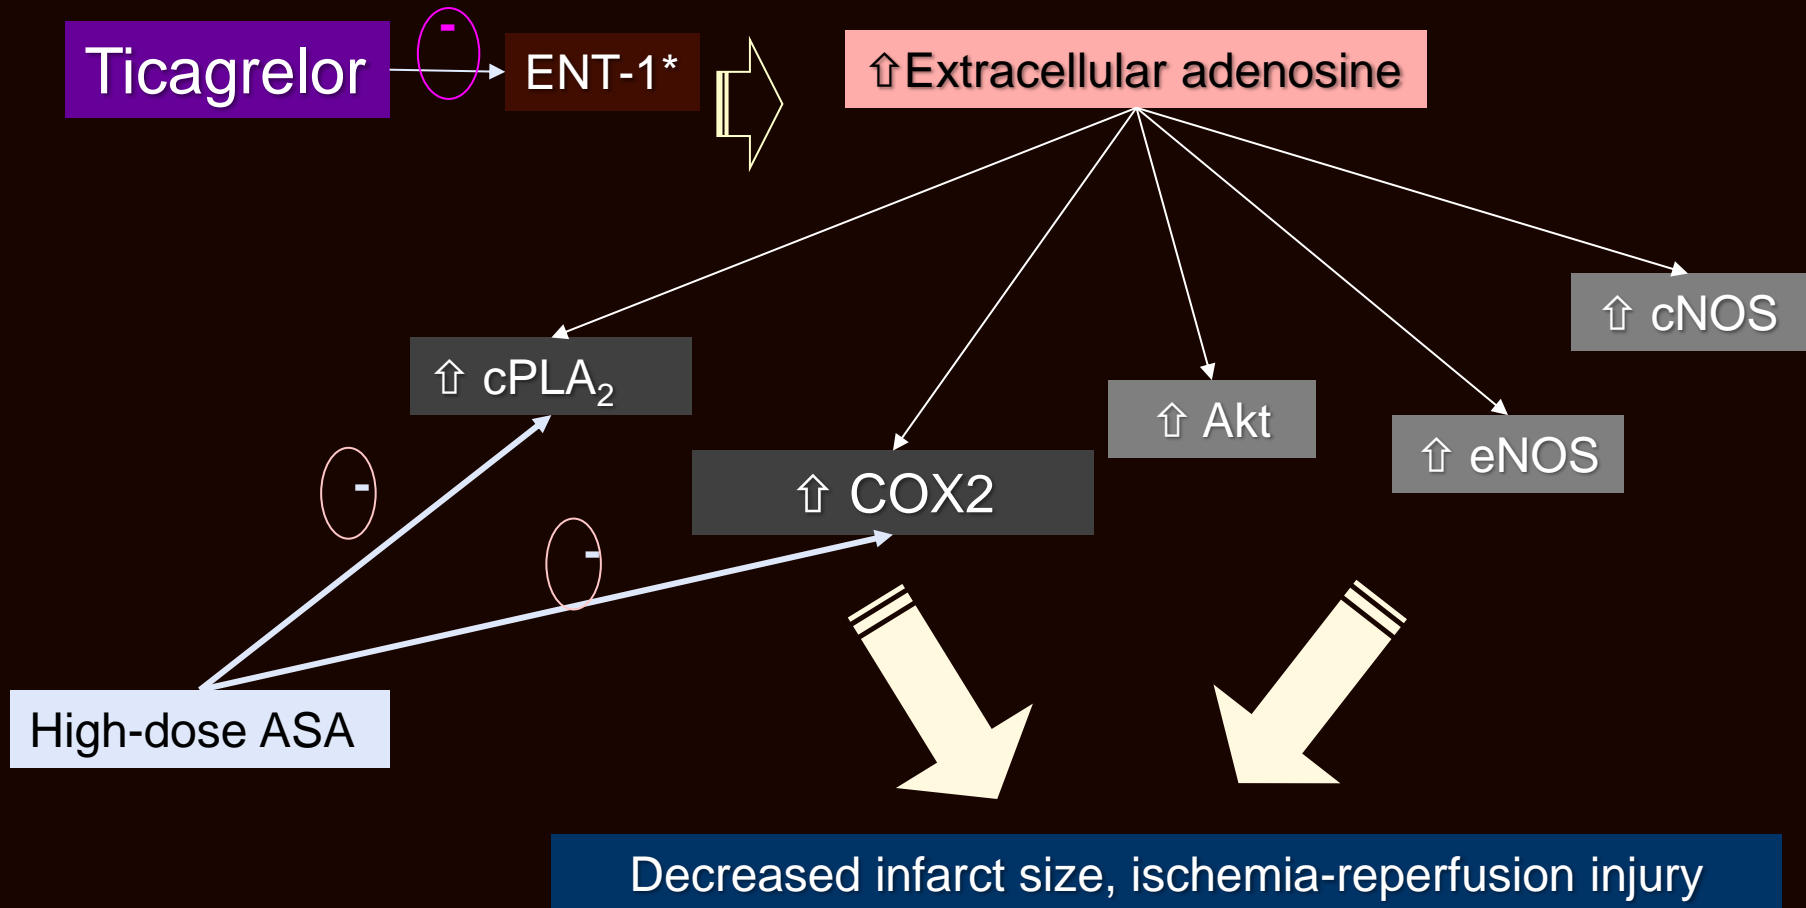 -
Ticagrelor
ENT-1*
⇧Extracellular adenosine
⇧ cNOS
⇧ cPLA₂
⇧ Akt
⇧ eNOS
⇧ COX2
-
-
High-dose ASA
Decreased infarct size, ischemia-reperfusion injury